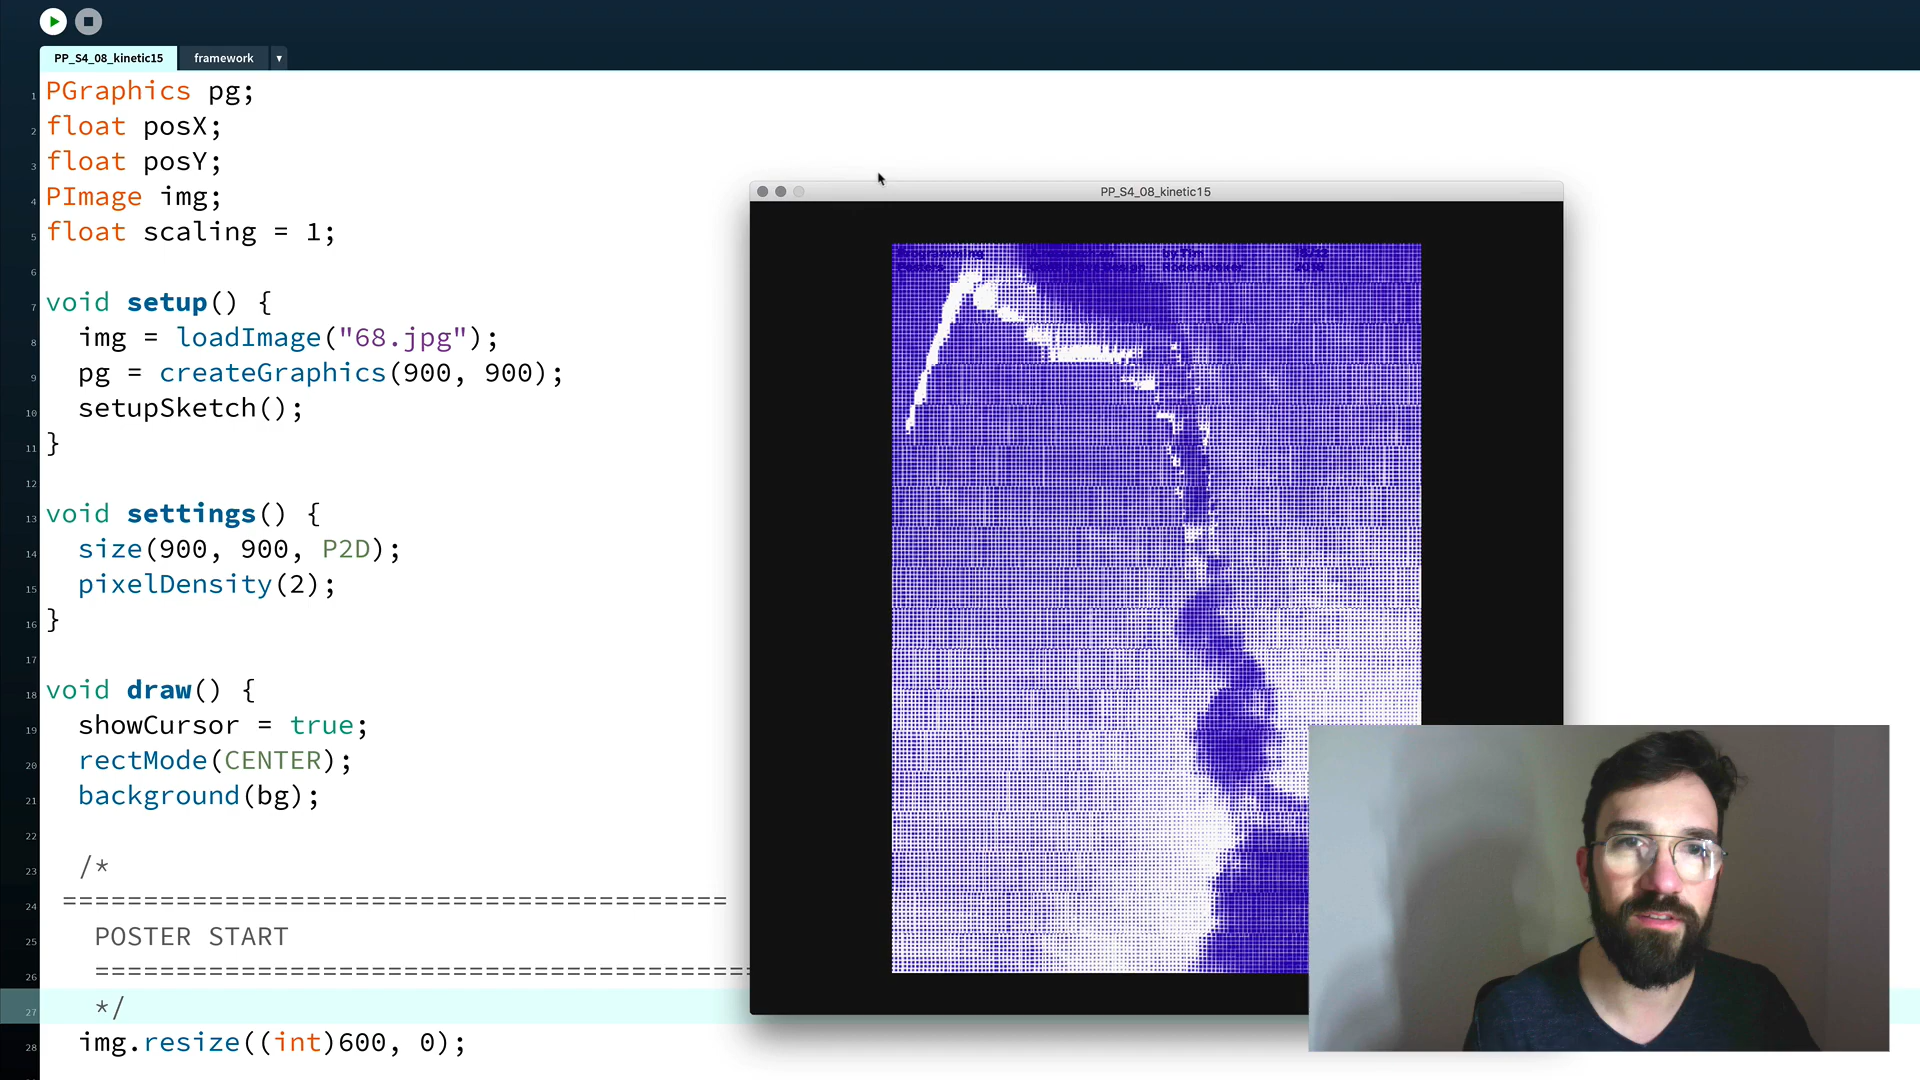 PP_S4_08_kinetic15 framework ▼
1 PGraphics pg;
2 float posX;
3 float posY;
4 PImage img;
5 float scaling = 1;
6
7 void setup() {
8 img = loadImage("68.jpg");
9 pg = createGraphics(900, 900);
10 setupSketch();
11 }
12
13 void settings() {
14 size(900, 900, P2D);
15 pixelDensity(2);
16 }
17
18 void draw() {
19 showCursor = true;
20 rectMode(CENTER);
21 background(bg);
22
23 /*
24 =========================================
25 POSTER START
26 =========================================
27 */
28 img.resize((int)600, 0);
PP_S4_08_kinetic15